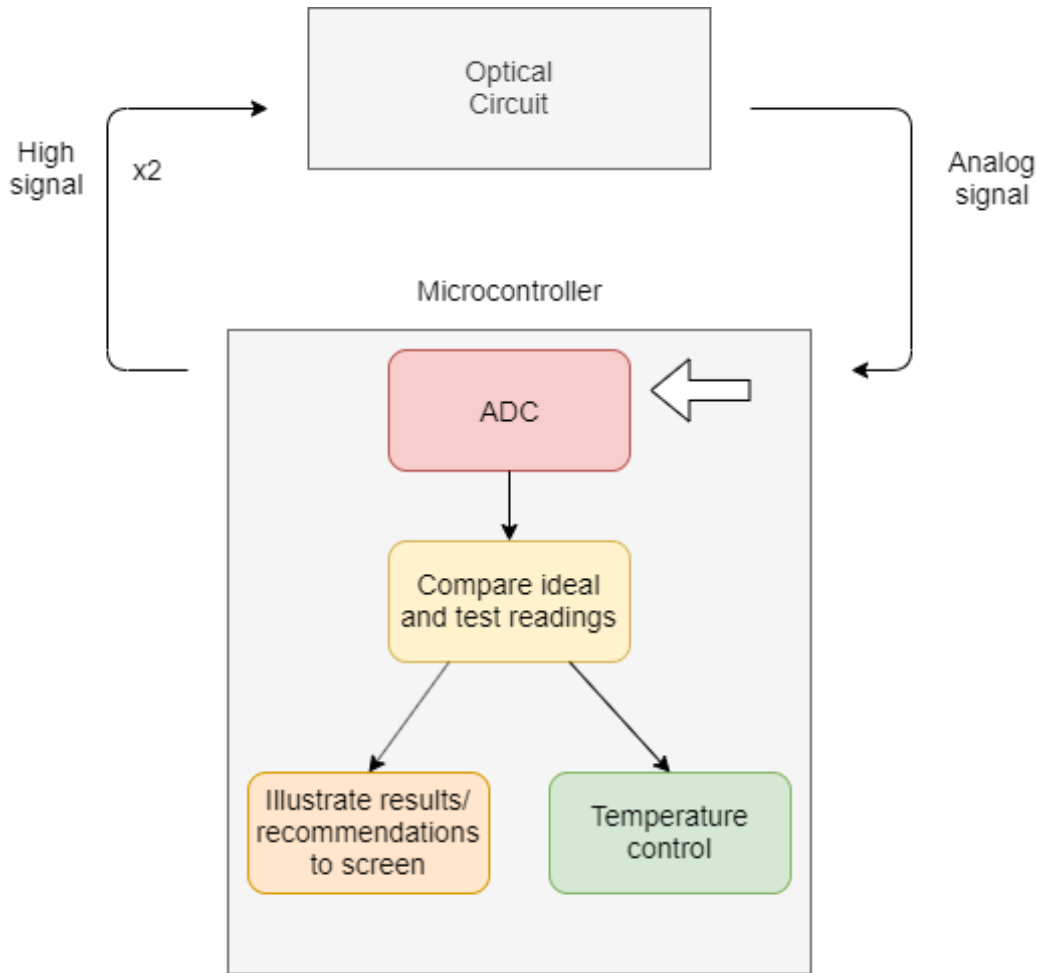 Optical
Circuit
High
signal
x2
Analog
signal
Microcontroller
ADC
Compare ideal
and test readings
Illustrate results/
recommendations
to screen
Temperature
control